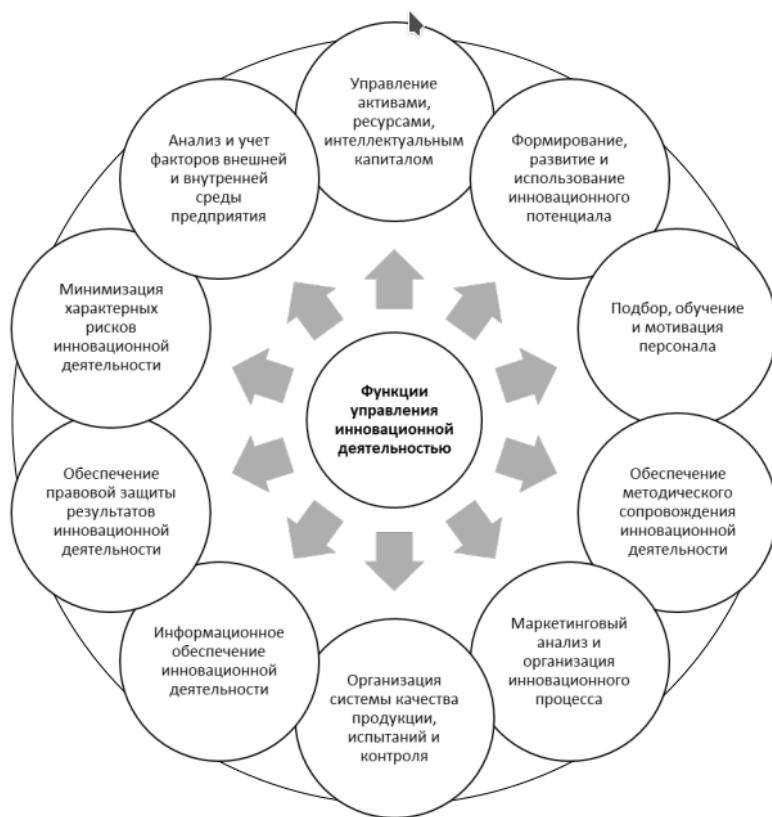 Управление
активами,
ресурсами,
интеллектуальным
капиталом
Формирование,
развитие и
использование
инновационного
потенциала
Подбор, обучение
и мотивация
персонала
Обеспечение
методического
сопровождения
инновационной
деятельности
Маркетинговый
анализ и
организация
инновационного
процесса
Организация
системы качества
продукции,
испытаний и
контроля
Информационное
обеспечение
инновационной
деятельности
Обеспечение
правовой защиты
результатов
инновационной
деятельности
Минимизация
характерных
рисков
инновационной
деятельности
Анализ и учет
факторов внешней
и внутренней
среды
предприятия
Функции
управления
инновационной
деятельностью